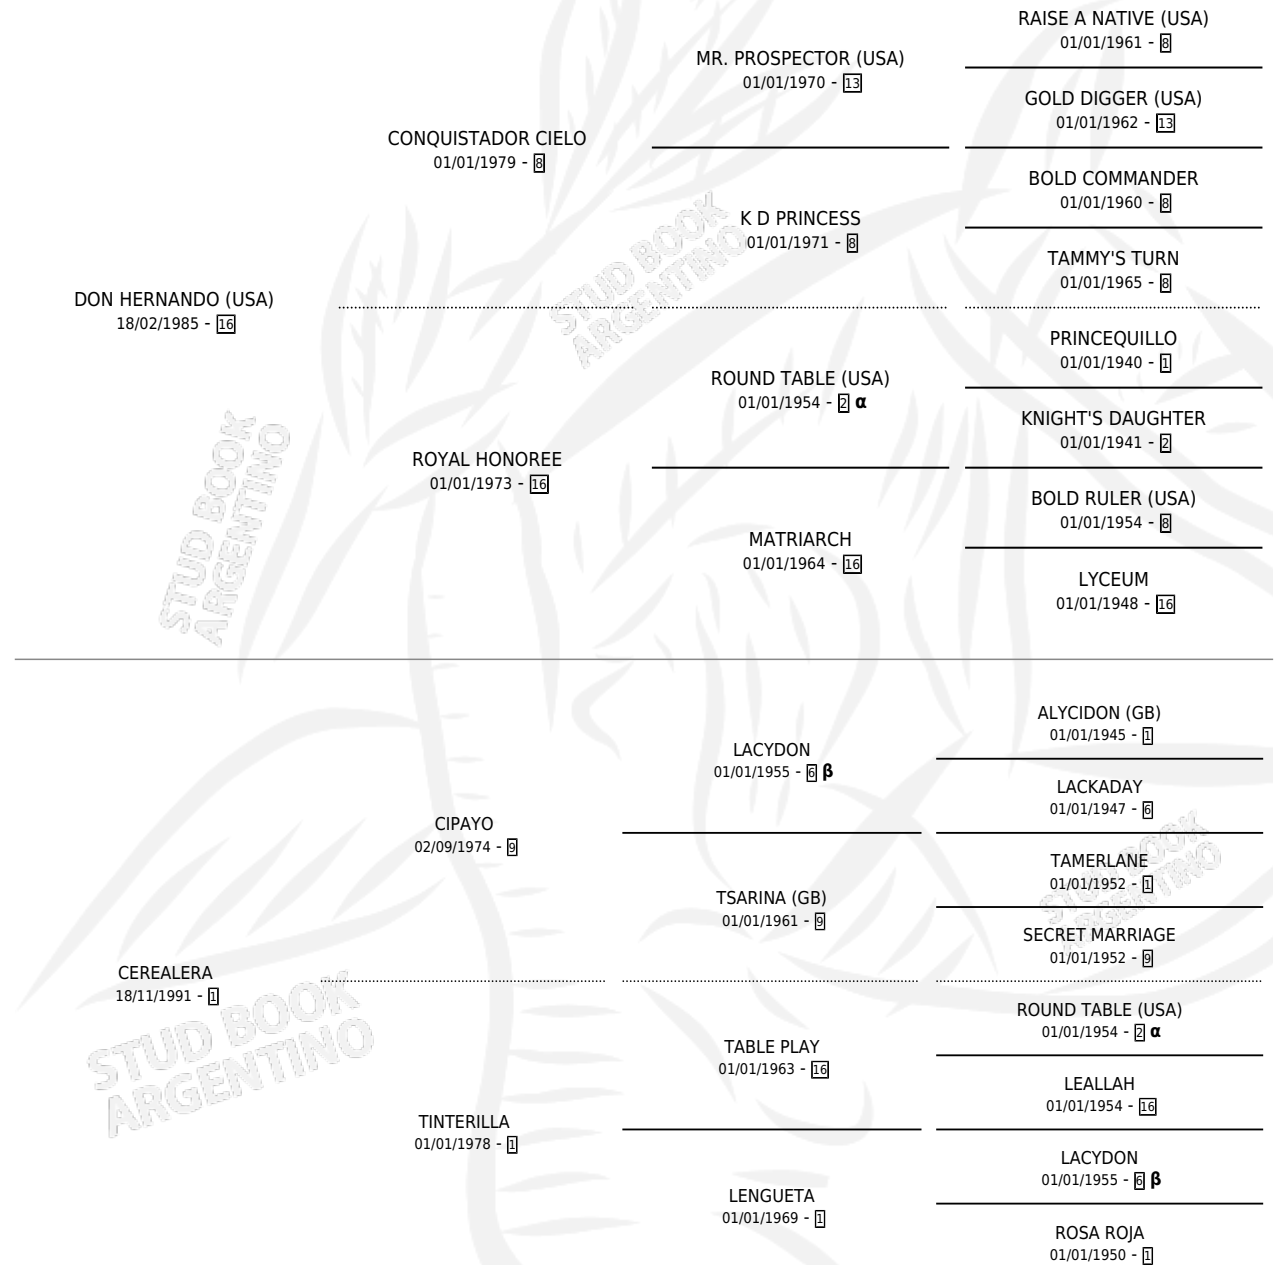 RAISE A NATIVE (USA)
01/01/1961 - 8
MR. PROSPECTOR (USA)
01/01/1970 - 13
GOLD DIGGER (USA)
01/01/1962 - 13
CONQUISTADOR CIELO
01/01/1979 - 8
BOLD COMMANDER
01/01/1960 - 8
K D PRINCESS
01/01/1971 - 8
TAMMY'S TURN
01/01/1965 - 8
DON HERNANDO (USA)
18/02/1985 - 16
PRINCEQUILLO
01/01/1940 - 1
ROUND TABLE (USA)
01/01/1954 - 2 α
KNIGHT'S DAUGHTER
01/01/1941 - 2
ROYAL HONOREE
01/01/1973 - 16
BOLD RULER (USA)
01/01/1954 - 8
MATRIARCH
01/01/1964 - 16
LYCEUM
01/01/1948 - 16
ALYCIDON (GB)
01/01/1945 - 1
LACYDON
01/01/1955 - 6 β
LACKADAY
01/01/1947 - 6
CIPAYO
02/09/1974 - 9
TAMERLANE
01/01/1952 - 1
TSARINA (GB)
01/01/1961 - 9
SECRET MARRIAGE
01/01/1952 - 9
CEREALERA
18/11/1991 - 1
ROUND TABLE (USA)
01/01/1954 - 2 α
TABLE PLAY
01/01/1963 - 16
LEALLAH
01/01/1954 - 16
TINTERILLA
01/01/1978 - 1
LACYDON
01/01/1955 - 6 β
LENGUETA
01/01/1969 - 1
ROSA ROJA
01/01/1950 - 1
STUD BOOK
ARGENTINO
STUD BOOK
ARGENTINO
STUD BOOK
ARGENTINO
STUD BOOK
ARGENTINO